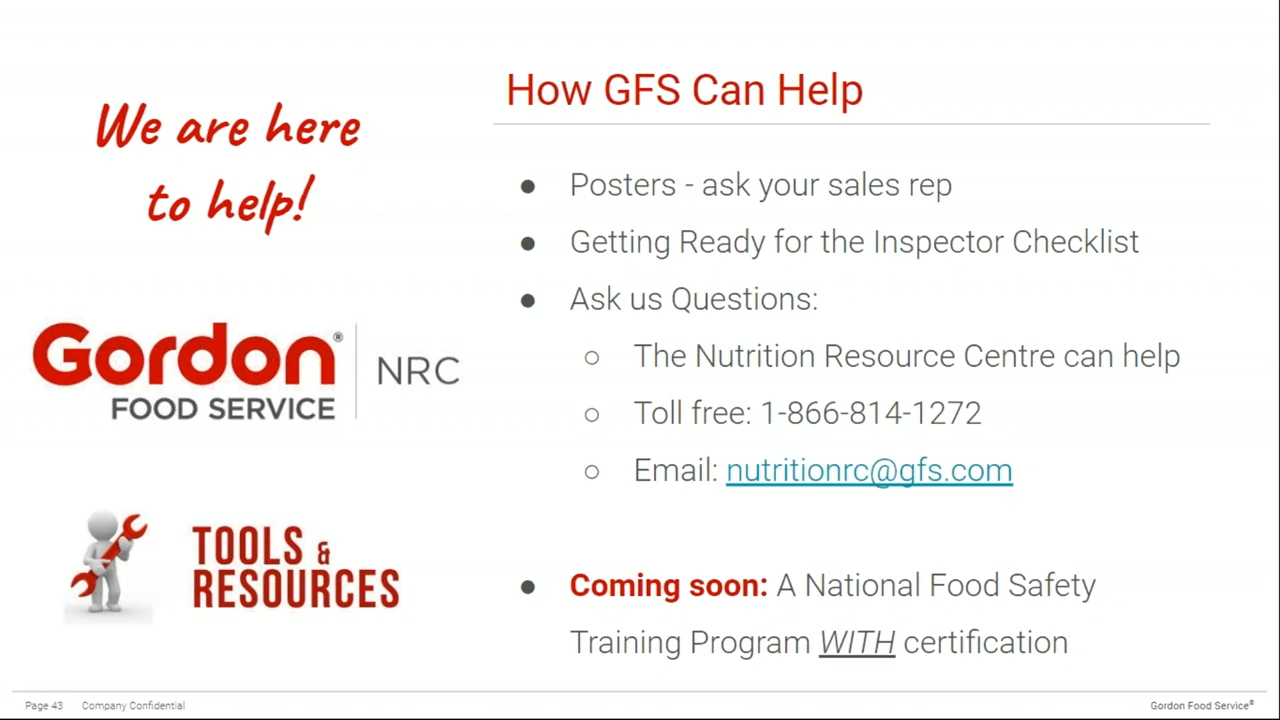 We are here
to help!
Gordon®
FOOD SERVICE
NRC
TOOLS &
RESOURCES
How GFS Can Help
● Posters - ask your sales rep
● Getting Ready for the Inspector Checklist
● Ask us Questions:
○ The Nutrition Resource Centre can help
○ Toll free: 1-866-814-1272
○ Email: nutritionrc@gfs.com
● Coming soon: A National Food Safety
Training Program WITH certification
Page 43 Company Confidential
Gordon Food Service®